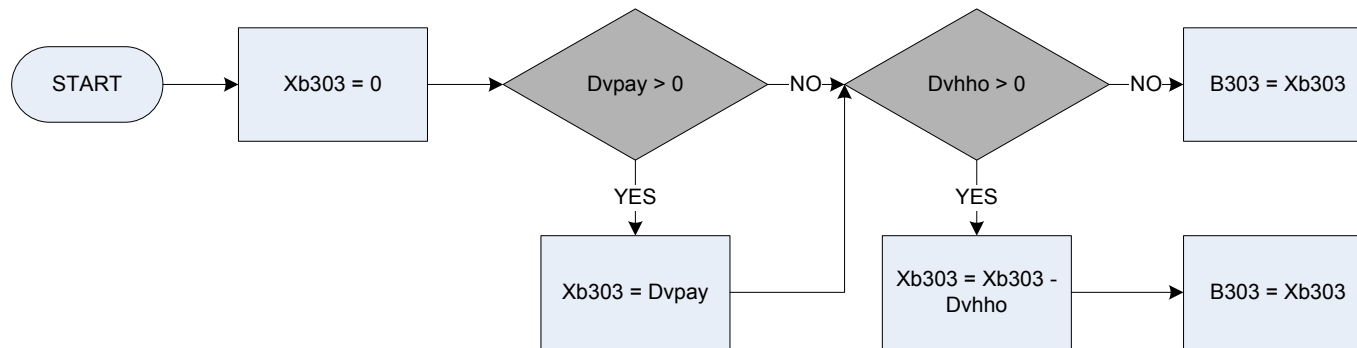 START
Xb303 = 0
Dvpay > 0
NO
Dvhho > 0
NO
B303 = Xb303
YES
YES
Xb303 = Dvpay
Xb303 = Xb303 -
Dvhho
B303 = Xb303